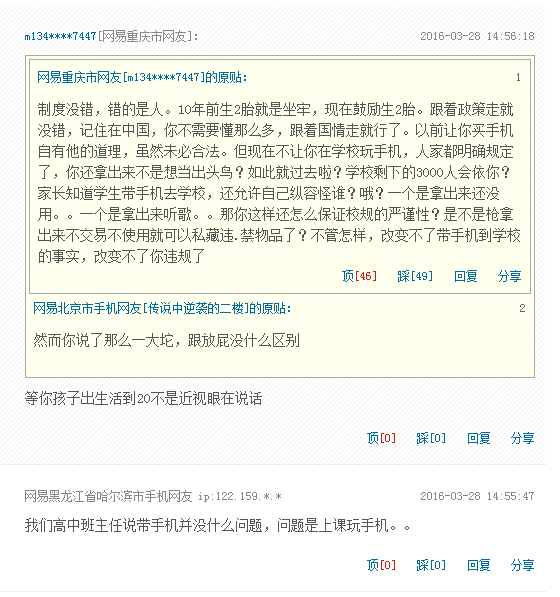 m134****7447[网易重庆市网友]: 2016-03-28 14:56:18
网易重庆市网友[m134****7447]的原贴: 1
制度没错，错的是人。10年前生2胎就是坐牢，现在鼓励生2胎。跟着政策走就
没错，记住在中国，你不需要懂那么多，跟着国情走就行了。以前让你买手机
自有他的道理，虽然未必合法。但现在不让你在学校玩手机，人家都明确规定
了，你还拿出来不是想当出头鸟？如此就过去啦？学校剩下的3000人会依你？
家长知道学生带手机去学校，还允许自己纵容怪谁？哦？一个是拿出来还没
用。。一个是拿出来听歌。。那你这样还怎么保证校规的严谨性？是不是枪拿
出来不交易不使用就可以私藏违.禁物品了？不管怎样，改变不了带手机到学校
的事实，改变不了你违规了
顶[46] 踩[49] 回复 分享
网易北京市手机网友[传说中逆袭的二楼]的原贴: 2
然而你说了那么一大坨，跟放屁没什么区别
等你孩子出生活到20不是近视眼在说话
顶[0] 踩[0] 回复 分享
网易黑龙江省哈尔滨市手机网友 ip:122.159.*.* 2016-03-28 14:55:47
我们高中班主任说带手机并没什么问题，问题是上课玩手机。。
顶[0] 踩[0] 回复 分享